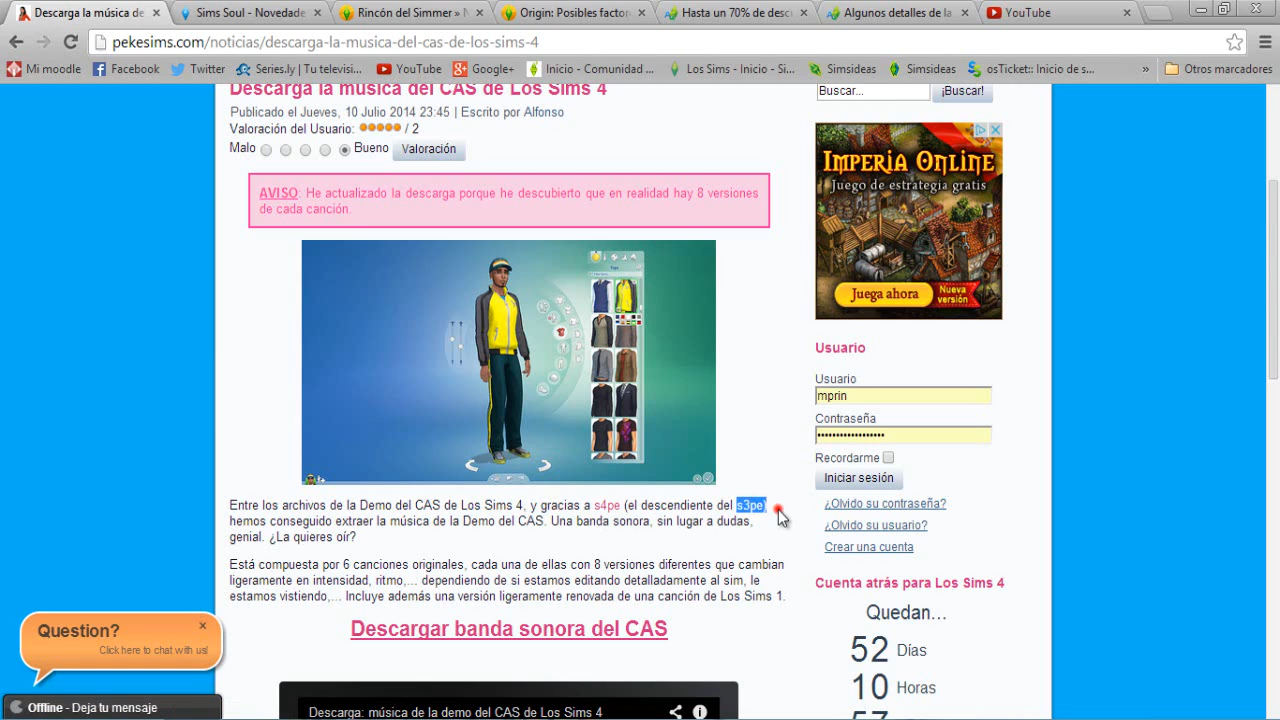 Descarga la música de
Sims Soul - Novedade
Rincón del Simmer » N
Origin: Posibles factor
Hasta un 70% de desc
Algunos detalles de la
YouTube
pekesims.com/noticias/descarga-la-musica-del-cas-de-los-sims-4
Mi moodle
Facebook
Twitter
Series.ly | Tu televisi...
YouTube
Google+
Inicio - Comunidad ...
Los Sims - Inicio - Si...
Simsideas
Simsideas
osTicket:: Inicio de s...
»
Otros marcadores
Descarga la música del CAS de Los Sims 4
Publicado el Jueves, 10 Julio 2014 23:45 | Escrito por Alfonso
Valoración del Usuario: / 2
Malo Bueno Valoración
AVISO: He actualizado la descarga porque he descubierto que en realidad hay 8 versiones
de cada canción.
Entre los archivos de la Demo del CAS de Los Sims 4, y gracias a s4pe (el descendiente del s3pe)
hemos conseguido extraer la música de la Demo del CAS. Una banda sonora, sin lugar a dudas,
genial. ¿La quieres oír?
Está compuesta por 6 canciones originales, cada una de ellas con 8 versiones diferentes que cambian
ligeramente en intensidad, ritmo,... dependiendo de si estamos editando detalladamente al sim, le
estamos vistiendo,... Incluye además una versión ligeramente renovada de una canción de Los Sims 1.
Descargar banda sonora del CAS
Descarga: música de la demo del CAS de Los Sims 4
Buscar...
¡Buscar!
IMPERIA ONLINE
Juego de estrategia gratis
Juega ahora
Nueva
versión
Usuario
Usuario
mprin
Contraseña
•••••••••••••••••
Recordarme
Iniciar sesión
¿Olvido su contraseña?
¿Olvido su usuario?
Crear una cuenta
Cuenta atrás para Los Sims 4
Quedan...
52 Días
10 Horas
Question?
Click here to chat with us!
Offline - Deja tu mensaje